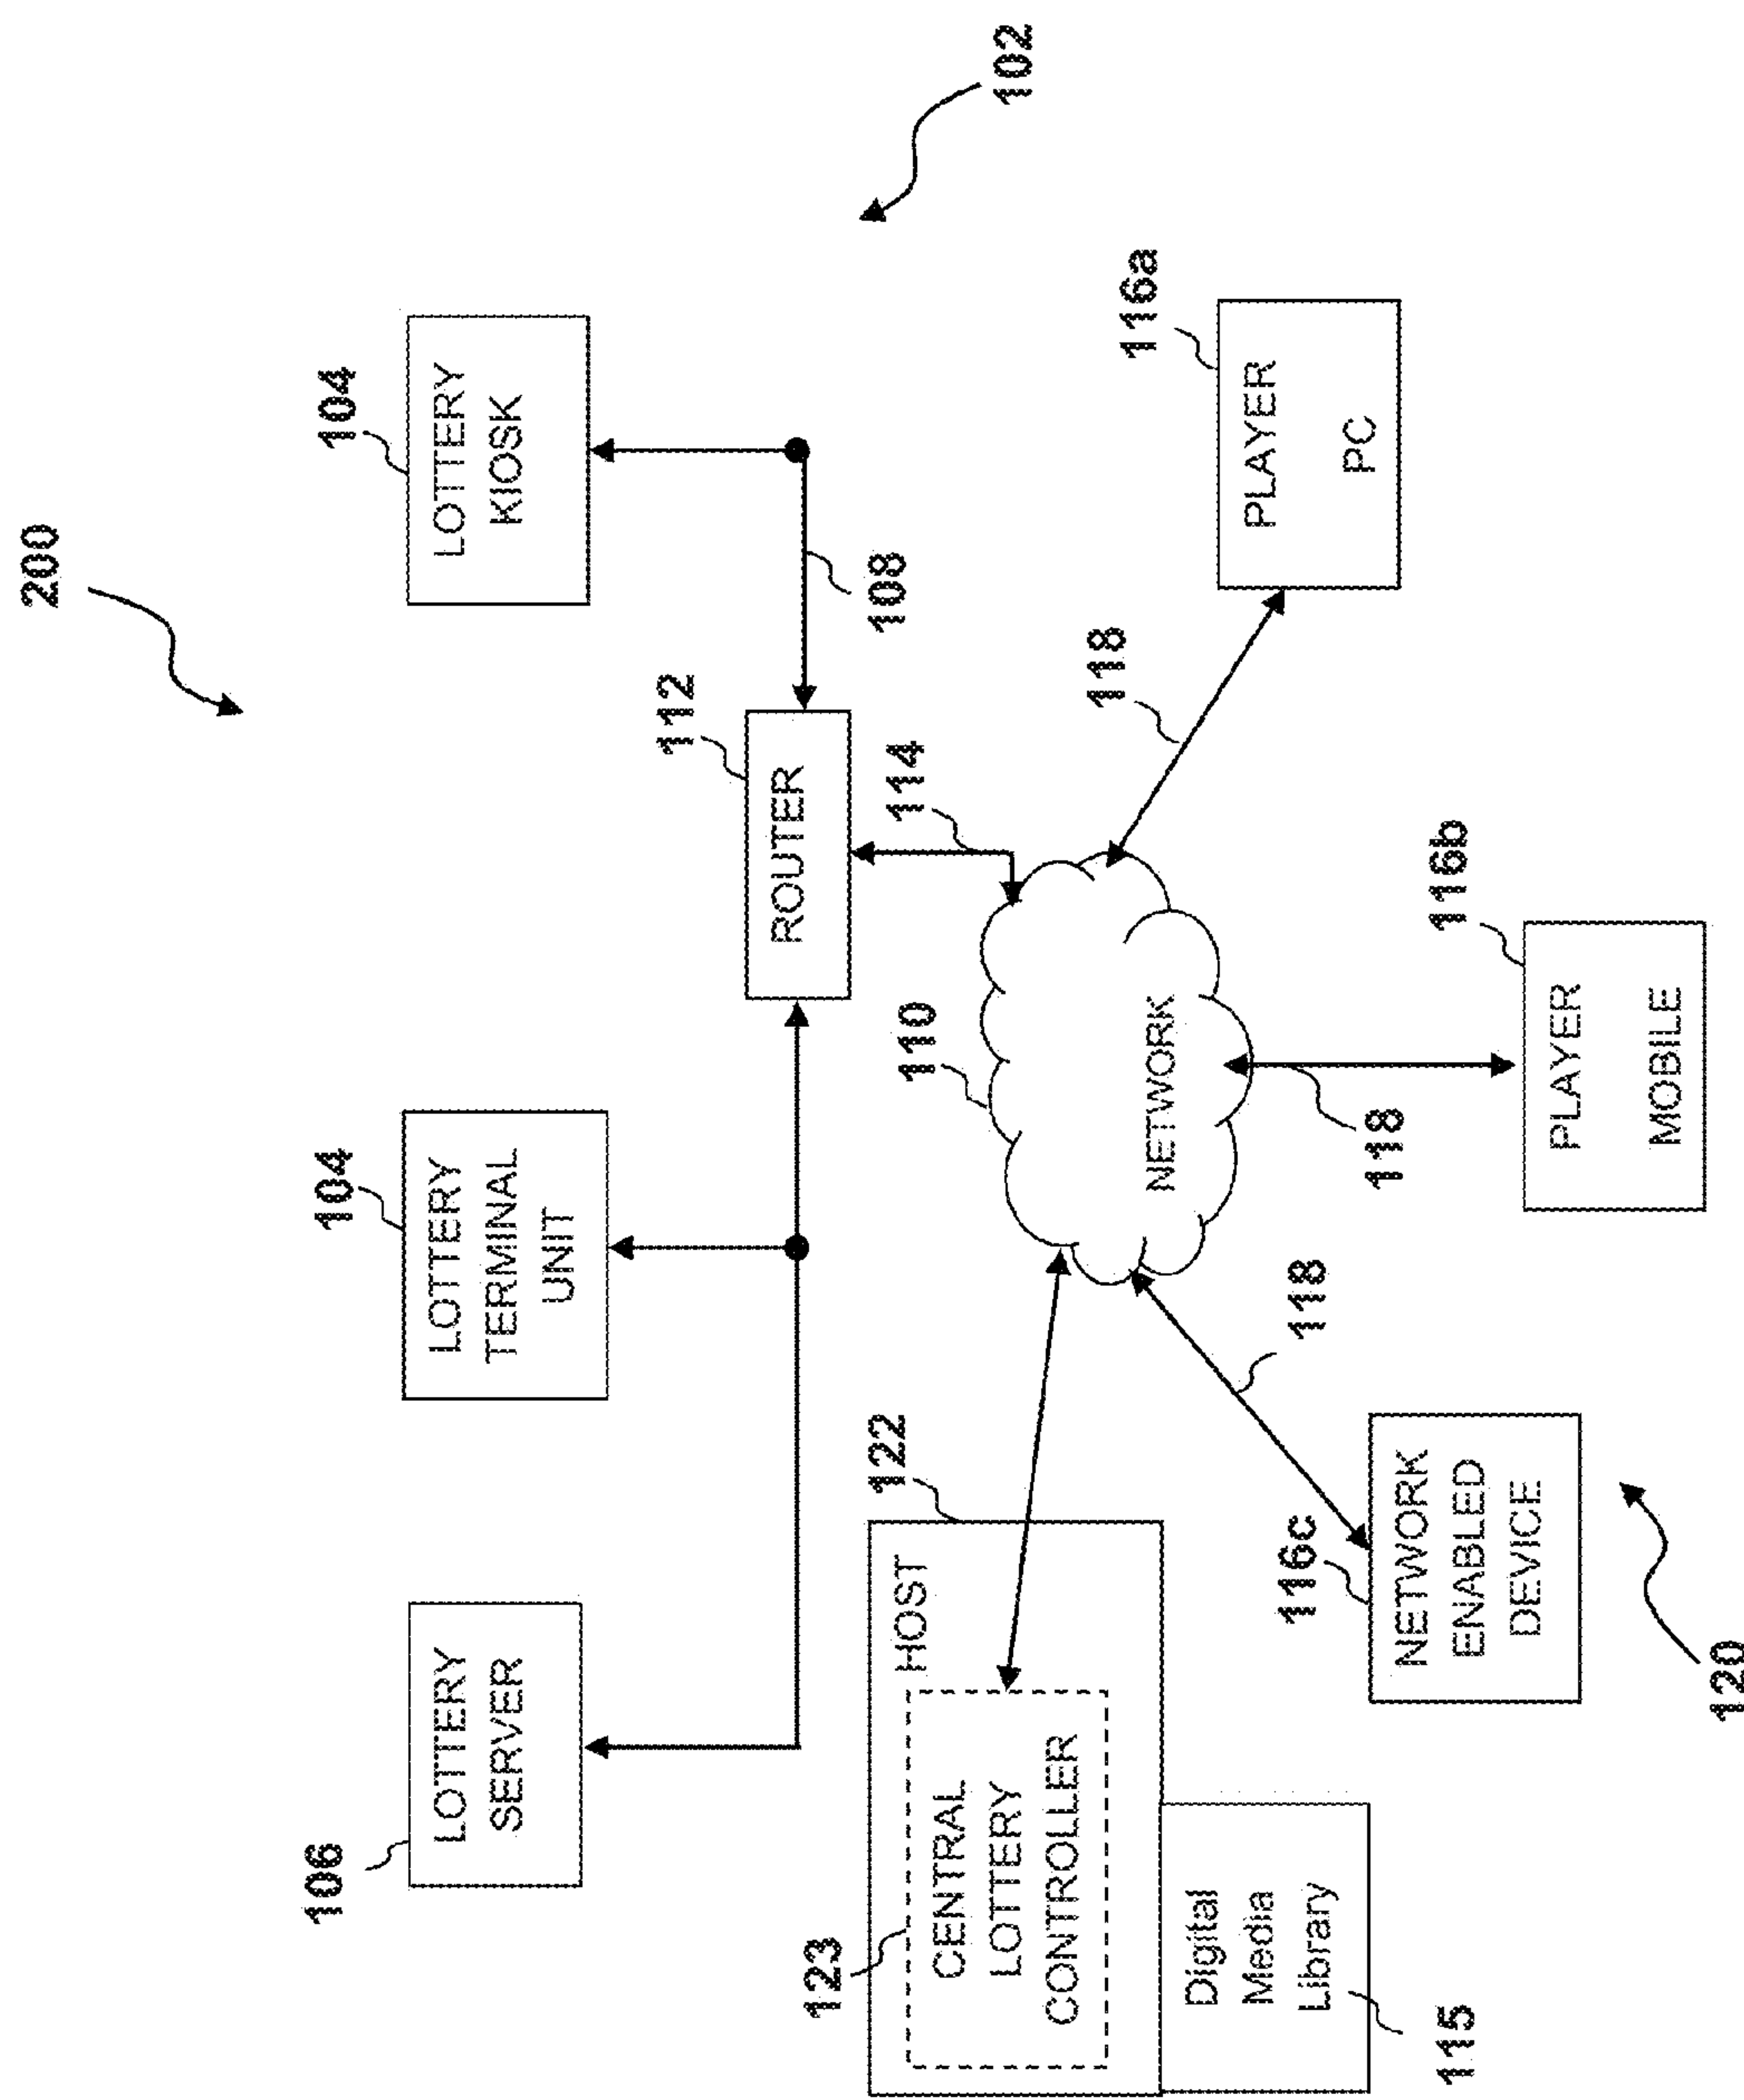 200
102
106
LOTTERY
SERVER
104
LOTTERY
TERMINAL
UNIT
104
LOTTERY
KIOSK
112
ROUTER
108
114
110
NETWORK
122
HOST
123
CENTRAL
LOTTERY
CONTROLLER
Digital
Media
Library
115
118
116c
NETWORK
ENABLED
DEVICE
120
118
116b
PLAYER
MOBILE
118
116a
PLAYER
PC